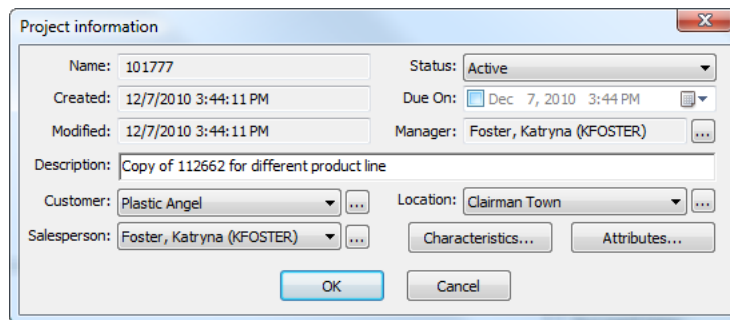 Project information
Name: 101777 Status: Active
Created: 12/7/2010 3:44:11 PM Due On: Dec 7, 2010 3:44 PM
Modified: 12/7/2010 3:44:11 PM Manager: Foster, Katryna (KFOSTER) ...
Description: Copy of 112662 for different product line
Customer: Plastic Angel ... Location: Clairman Town ...
Salesperson: Foster, Katryna (KFOSTER) ... Characteristics... Attributes...
OK Cancel